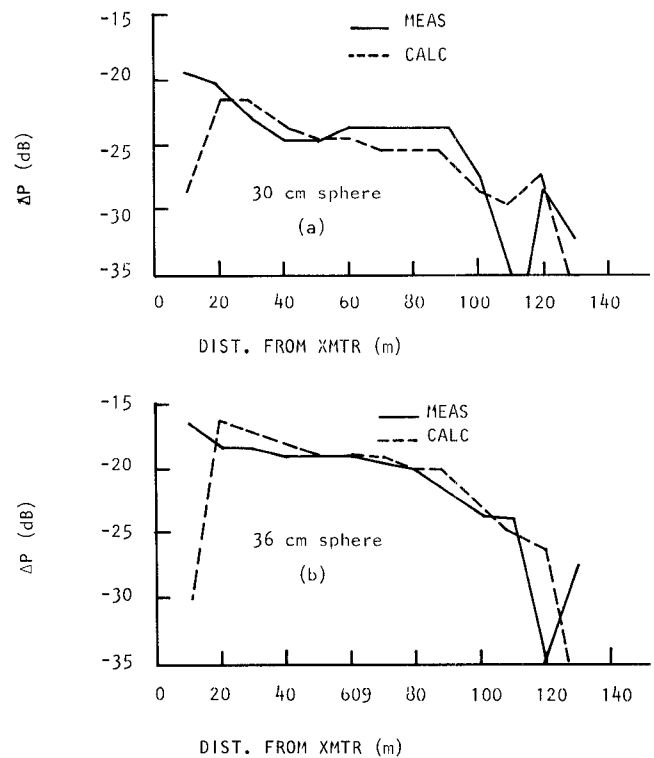 -15
MEAS
CALC
-20
ΔP (dB)
-25
30 cm sphere
-30
(a)
-35
0 20 40 60 80 100 120 140
DIST. FROM XMTR (m)
-15
MEAS
CALC
-20
ΔP (dB)
-25
36 cm sphere
(b)
-30
-35
0 20 40 609 80 100 120 140
DIST. FROM XMTR (m)